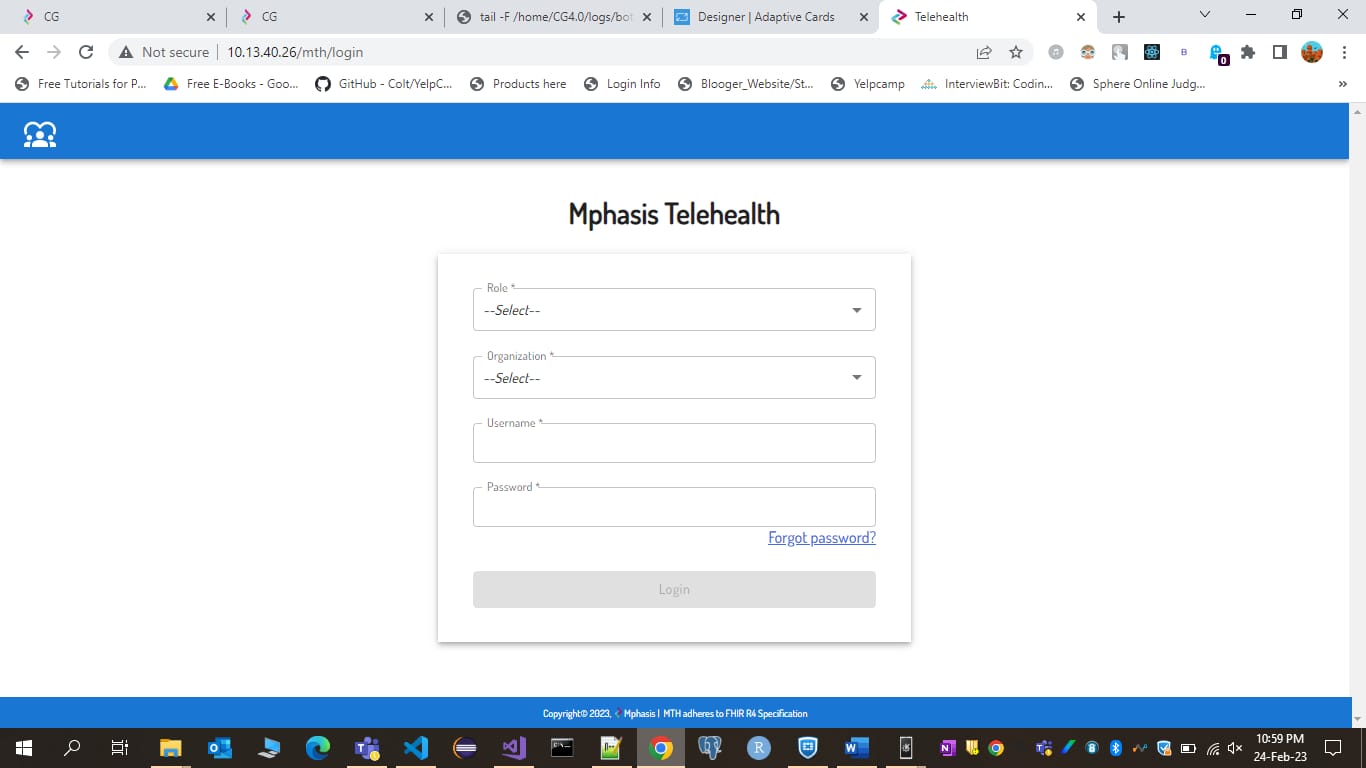 CG
CG
tail -F /home/CG4.0/logs/bot
Designer | Adaptive Cards
Telehealth
Not secure
10.13.40.26/mth/login
B
0
Free Tutorials for P...
Free E-Books - Goo...
GitHub - Colt/YelpC...
Products here
Login Info
Blooger_Website/St...
Yelpcamp
InterviewBit: Codin...
Sphere Online Judg...
»
Mphasis Telehealth
Role *
--Select--
Organization *
--Select--
Username *
Password *
Forgot password?
Login
Copyright© 2023, Mphasis | MTH adheres to FHIR R4 Specification
10:59 PM
24-Feb-23